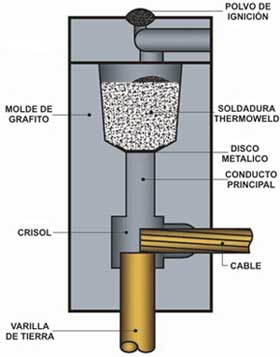 POLVO DE
IGNICIÓN
MOLDE DE
GRAFITO
SOLDADURA
THERMOWELD
DISCO
METALICO
CONDUCTO
PRINCIPAL
CRISOL
CABLE
VARILLA
DE TIERRA